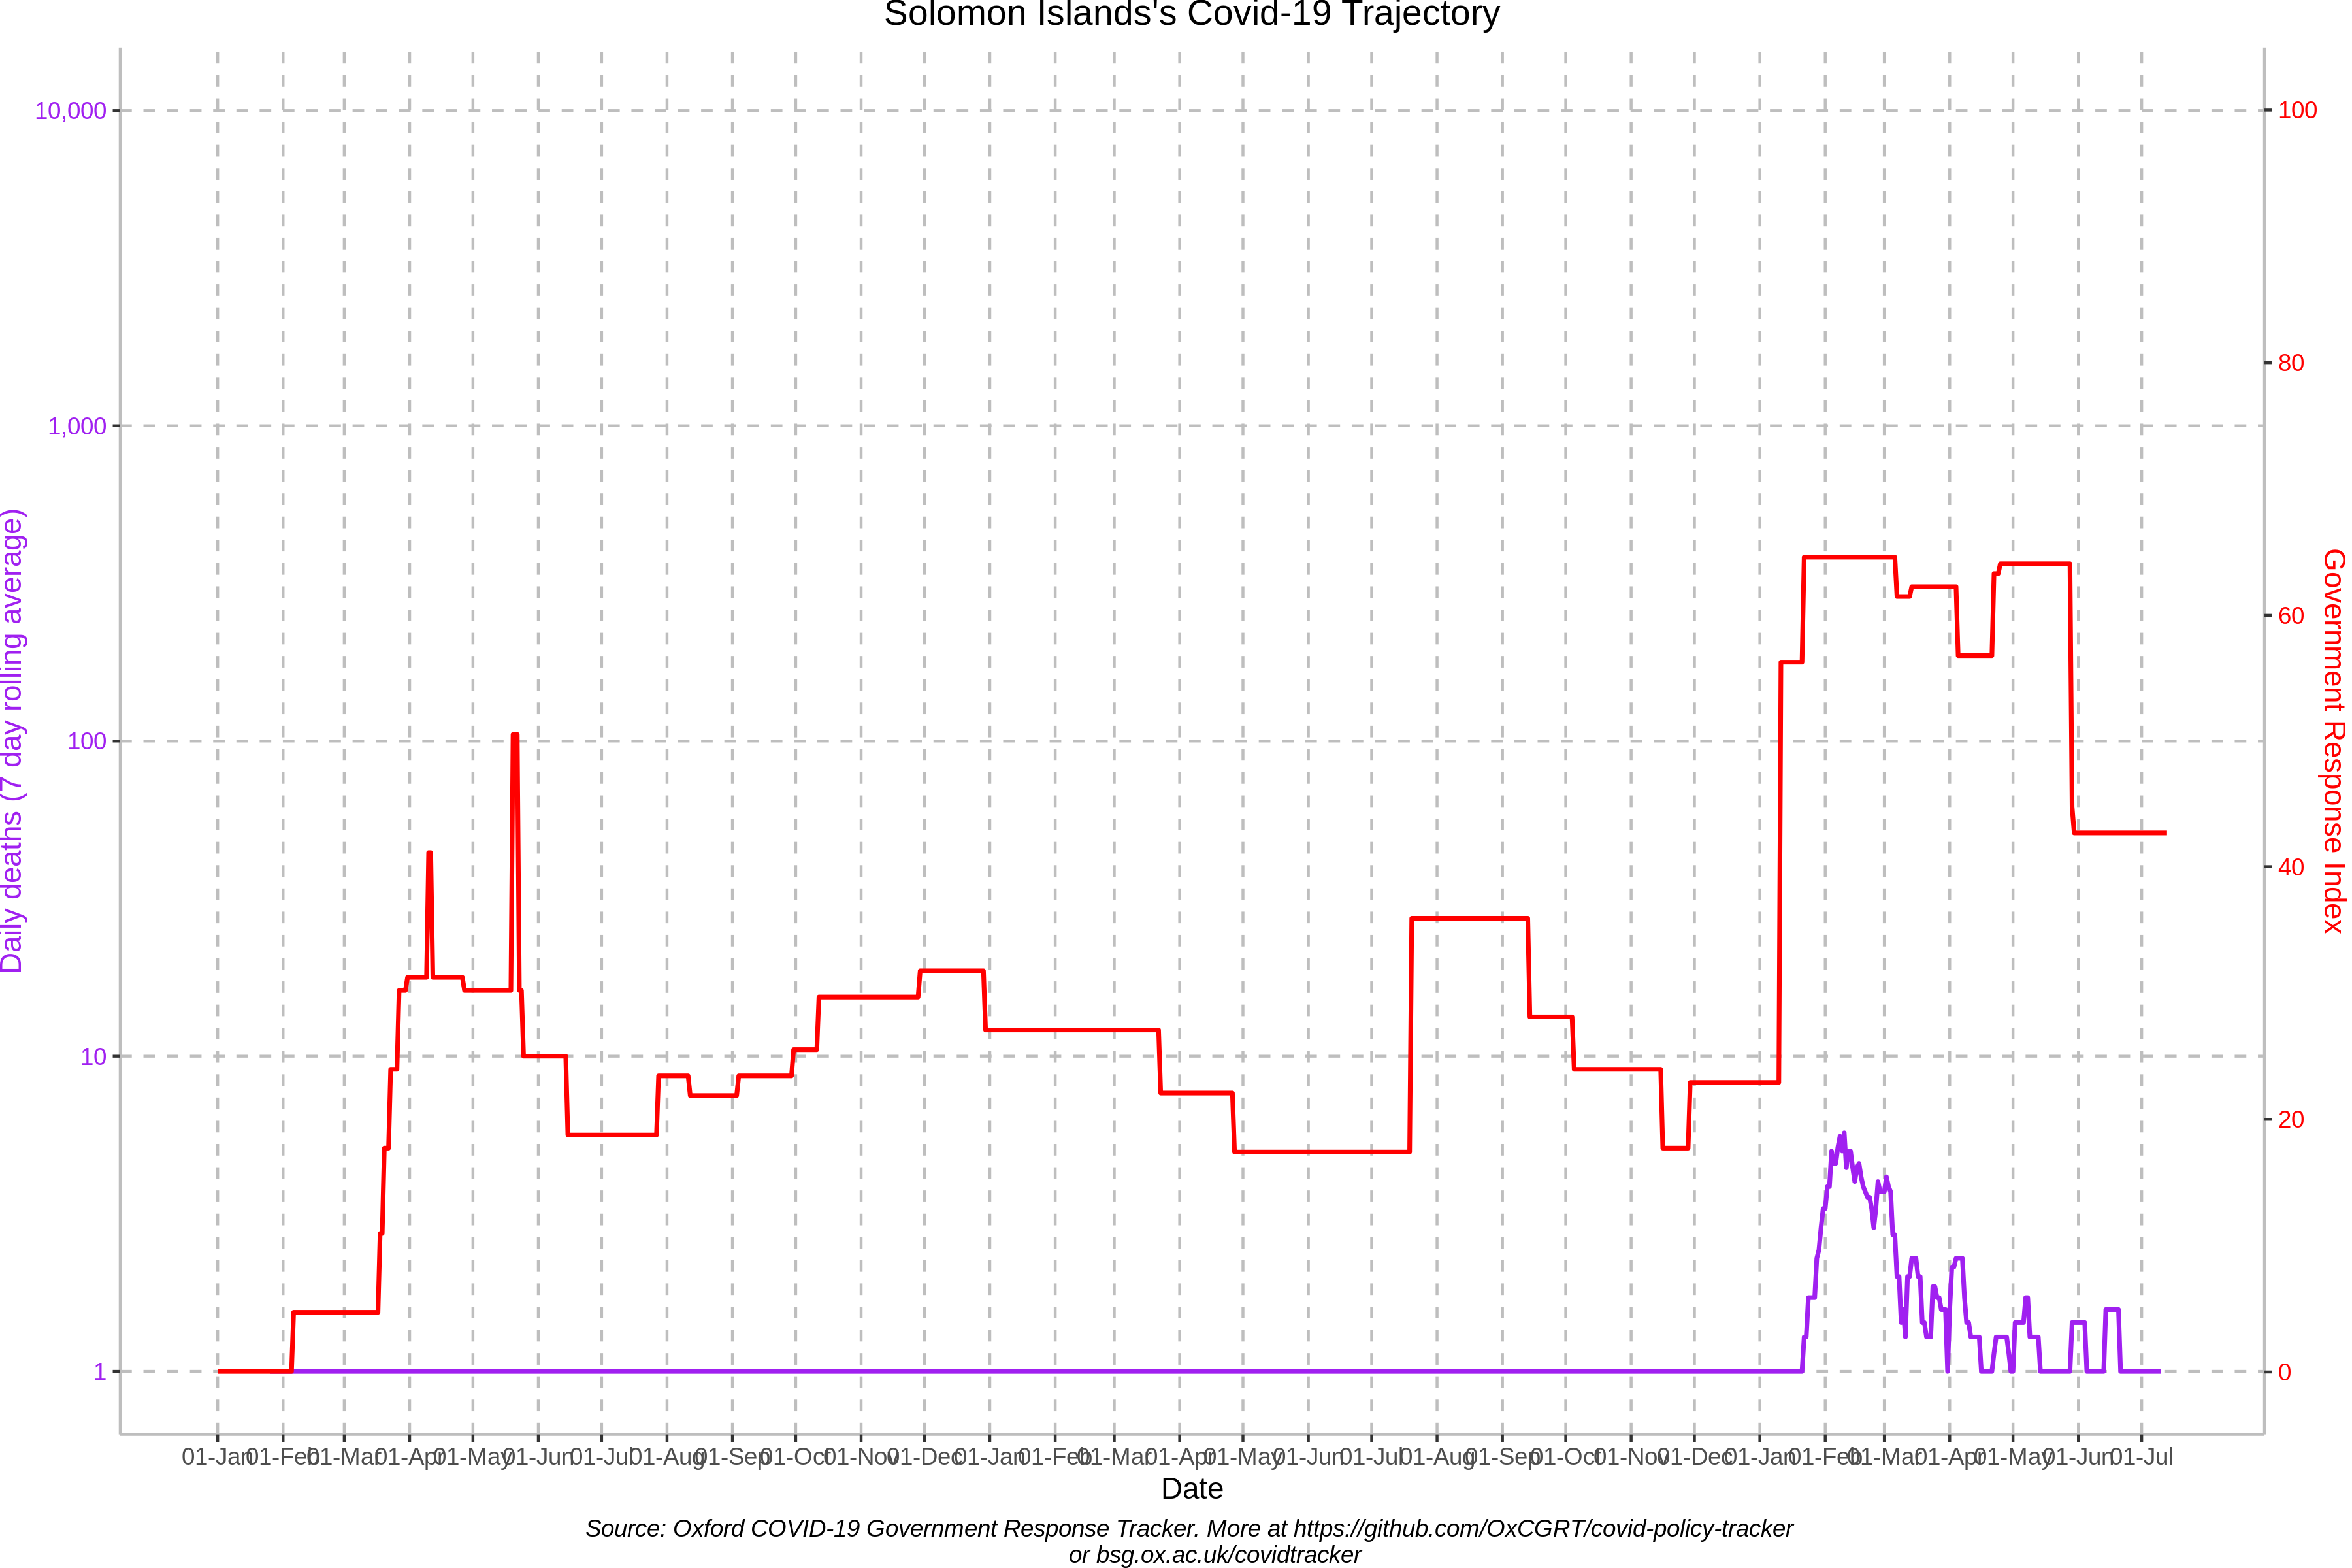 Solomon Islands's Covid-19 Trajectory
10,000
1,000
100
10
1
Daily deaths (7 day rolling average)
100
80
60
40
20
0
Government Response Index
01-Jan 01-Feb 01-Mar 01-Apr 01-May 01-Jun 01-Jul 01-Aug 01-Sep 01-Oct 01-Nov 01-Dec 01-Jan 01-Feb 01-Mar 01-Apr 01-May 01-Jun 01-Jul 01-Aug 01-Sep 01-Oct 01-Nov 01-Dec 01-Jan 01-Feb 01-Mar 01-Apr 01-May 01-Jun 01-Jul
Date
Source: Oxford COVID-19 Government Response Tracker. More at https://github.com/OxCGRT/covid-policy-tracker
or bsg.ox.ac.uk/covidtracker